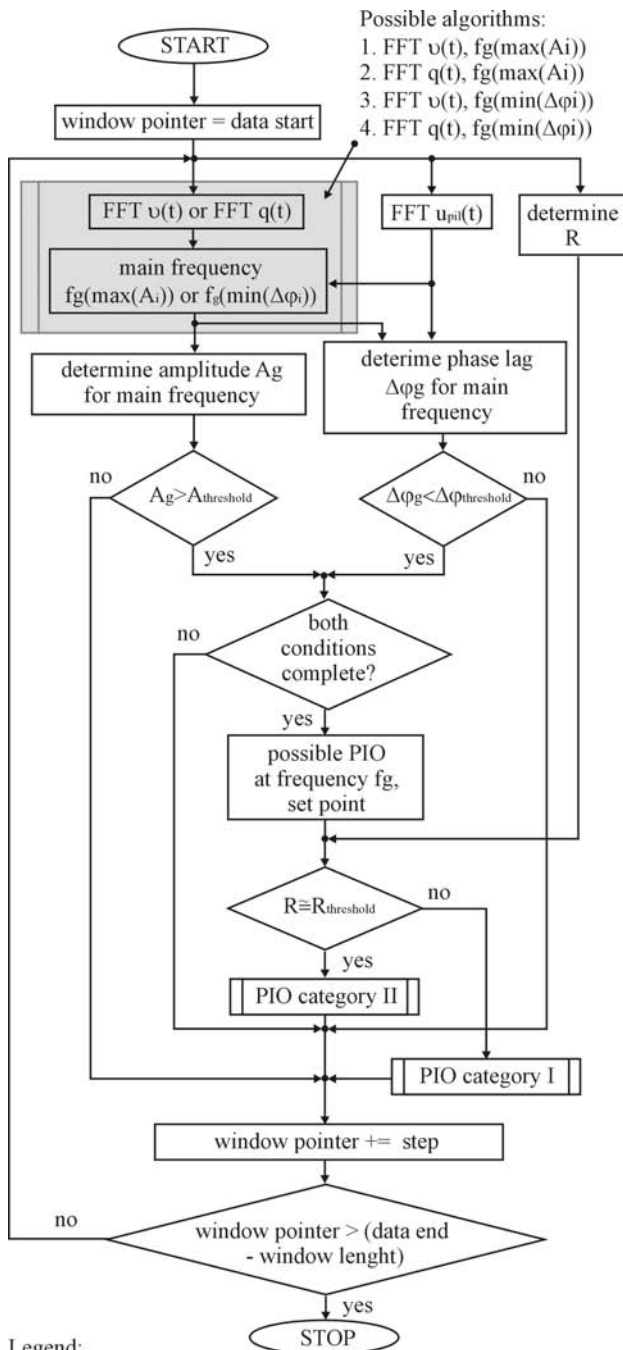 Possible algorithms:
1. FFT υ(t), fg(max(Ai))
2. FFT q(t), fg(max(Ai))
3. FFT υ(t), fg(min(Δφi))
4. FFT q(t), fg(min(Δφi))
START
window pointer = data start
FFT υ(t) or FFT q(t)
FFT upil(t)
determine
R
main frequency
fg(max(Ai)) or fg(min(Δφi))
determine amplitude Ag
for main frequency
deterime phase lag
Δφg for main
frequency
no
Ag>Athreshold
yes
Δφg<Δφthreshold
no
yes
no
both
conditions
complete?
yes
possible PIO
at frequency fg,
set point
R≅Rthreshold
no
yes
PIO category II
PIO category I
window pointer += step
no
window pointer > (data end
- window lenght)
yes
STOP
Legend: